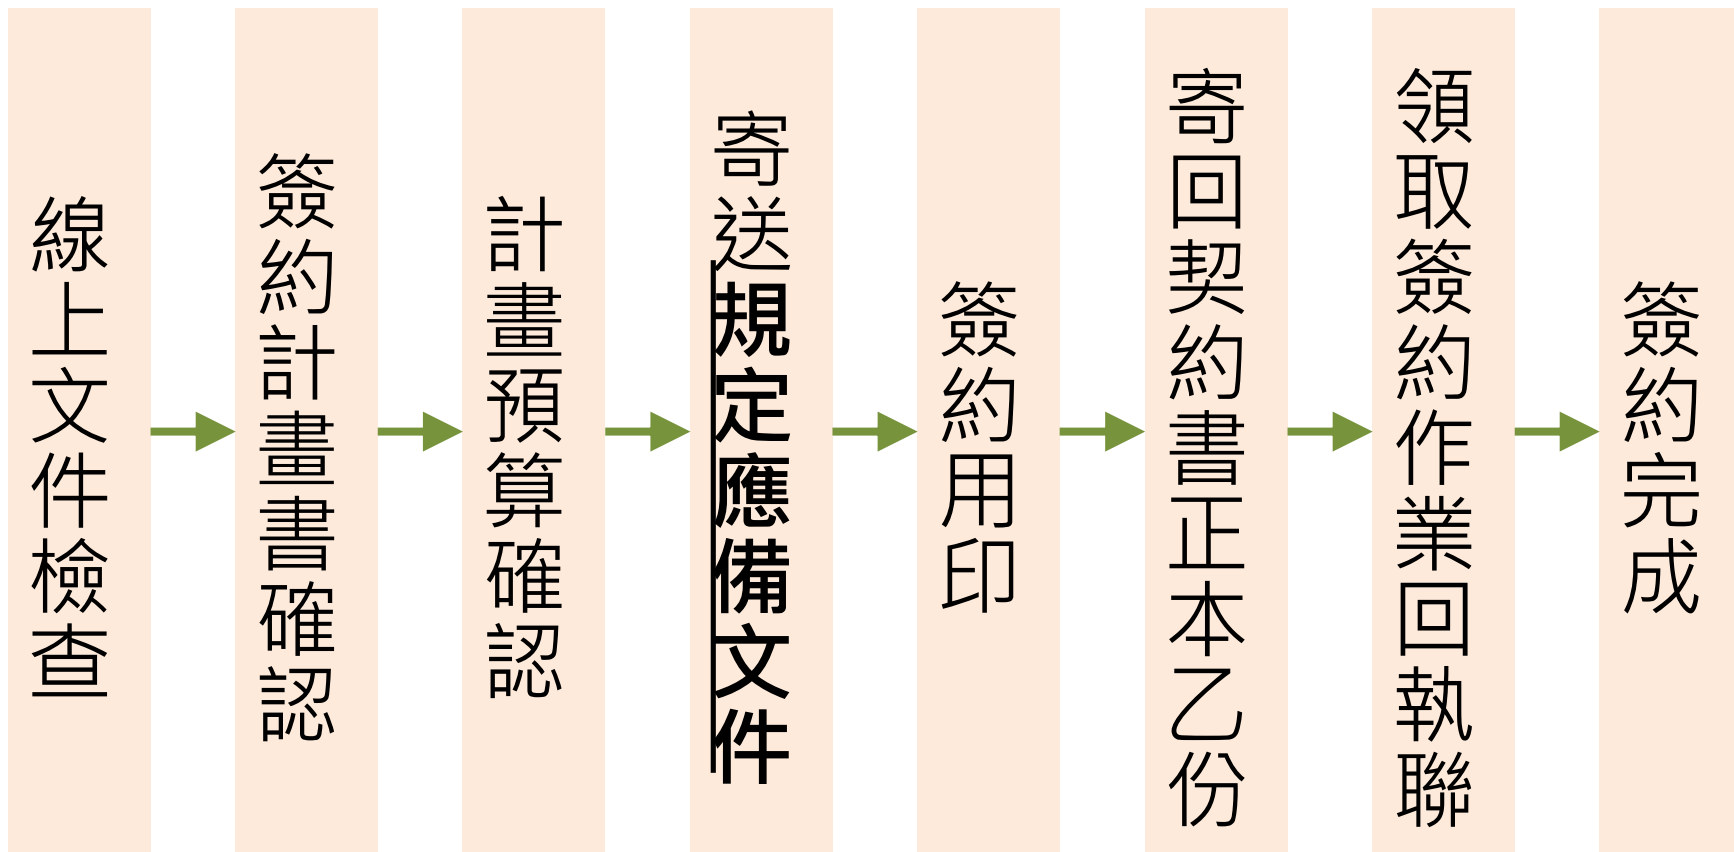 線上文件檢查
簽約計畫書確認
計畫預算確認
寄送規定應備文件
簽約用印
寄回契約書正本乙份
領取簽約作業回執聯
簽約完成